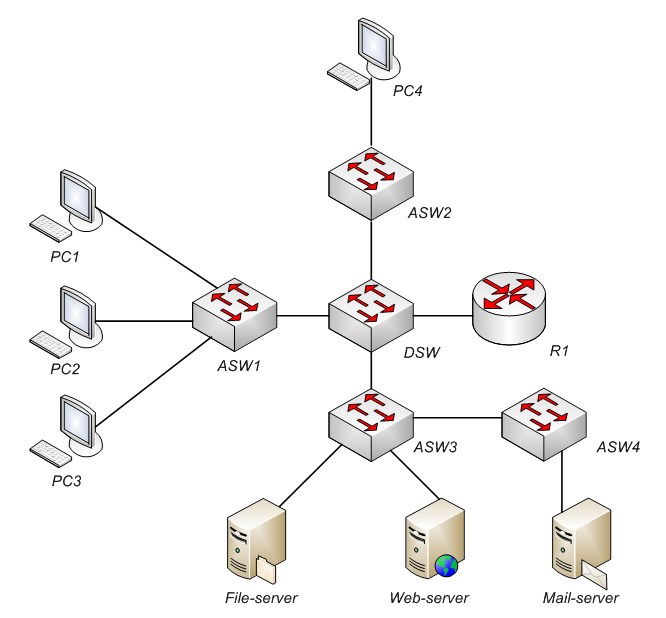 PC4
ASW2
PC1
ASW1
DSW
R1
PC2
PC3
ASW3
ASW4
File-server
Web-server
Mail-server